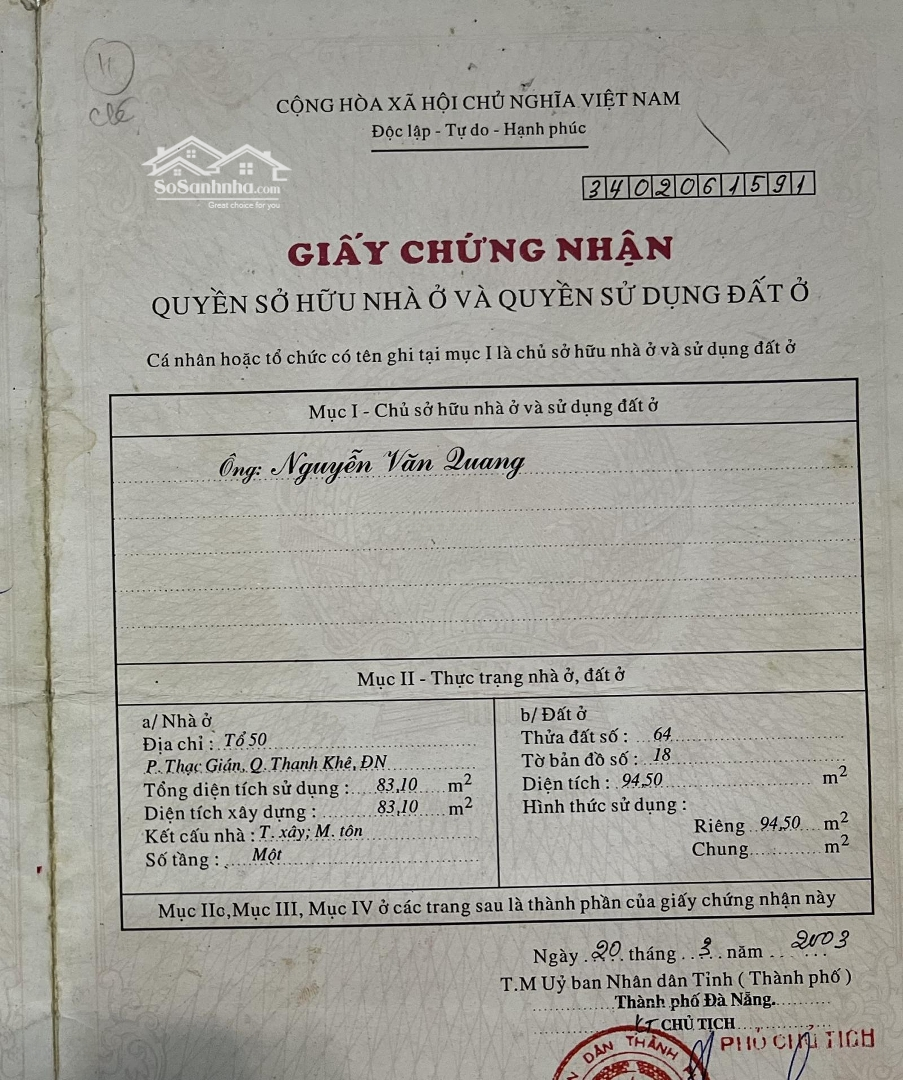 CỘNG HÒA XÃ HỘI CHỦ NGHĨA VIỆT NAM
Độc lập - Tự do - Hạnh phúc
SoSanhnha.com
Great choice for you
3402061591
GIẤY CHỨNG NHẬN
QUYỀN SỞ HỮU NHÀ Ở VÀ QUYỀN SỬ DỤNG ĐẤT Ở
Cá nhân hoặc tổ chức có tên ghi tại mục I là chủ sở hữu nhà ở và sử dụng đất ở
Mục I - Chủ sở hữu nhà ở và sử dụng đất ở
Ông: Nguyễn Văn Quang
Mục II - Thực trạng nhà ở, đất ở
a/ Nhà ở
Địa chỉ : Tổ 50
P. Thạc Gián, Q. Thanh Khê, ĐN
Tổng diện tích sử dụng : 83,10 m²
Diện tích xây dựng : 83,10 m²
Kết cấu nhà : T. xây; M. tôn
Số tầng : Một
b/ Đất ở
Thửa đất số : 64
Tờ bản đồ số : 18
Diện tích : 94,50 m²
Hình thức sử dụng :
Riêng 94,50 m²
Chung m²
Mục IIc, Mục III, Mục IV ở các trang sau là thành phần của giấy chứng nhận này
Ngày 20 tháng 3 năm 2003
T.M Uỷ ban Nhân dân Tỉnh ( Thành phố )
Thành phố Đà Nẵng.
KT CHỦ TỊCH
PHÓ CHỦ TỊCH
DÂN THÀNH